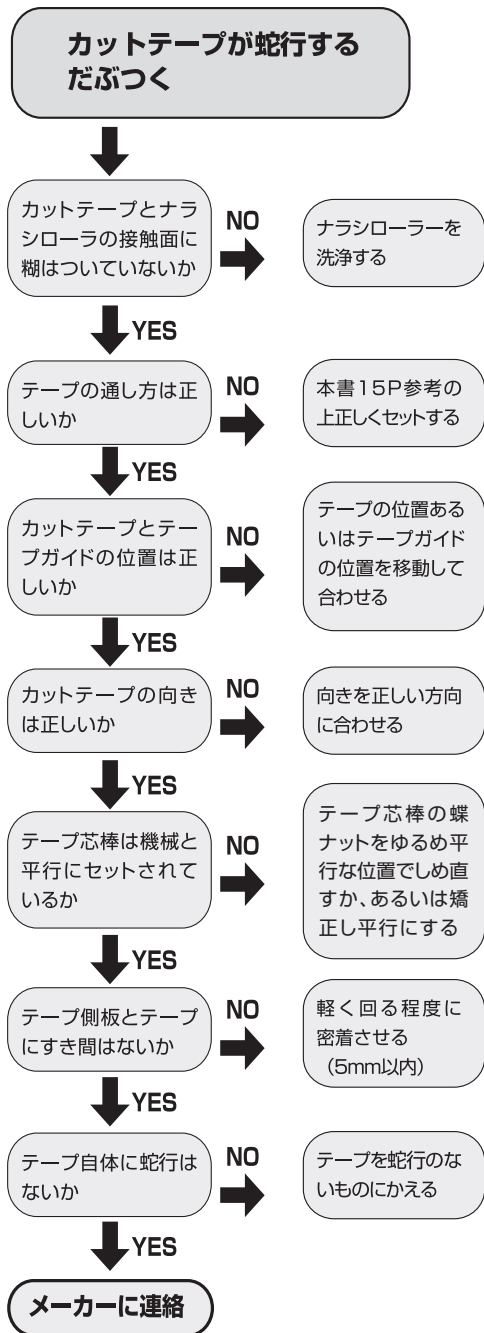 カットテープが蛇行する
だぶつく
カットテープとナラ
シローラの接触面に
糊はついていないか
NO
ナラシローラーを
洗浄する
YES
テープの通し方は正
しいか
NO
本書15P参考の
上正しくセットする
YES
カットテープとテー
プガイドの位置は正
しいか
NO
テープの位置ある
いはテープガイド
の位置を移動して
合わせる
YES
カットテープの向き
は正しいか
NO
向きを正しい方向
に合わせる
YES
テープ芯棒は機械と
平行にセットされて
いるか
NO
テープ芯棒の蝶
ナットをゆるめ平
行な位置でしめ直
すか、あるいは矯
正し平行にする
YES
テープ側板とテープ
にすき間はないか
NO
軽く回る程度に
密着させる
(5mm以内)
YES
テープ自体に蛇行は
ないか
NO
テープを蛇行のな
いものにかえる
YES
メーカーに連絡